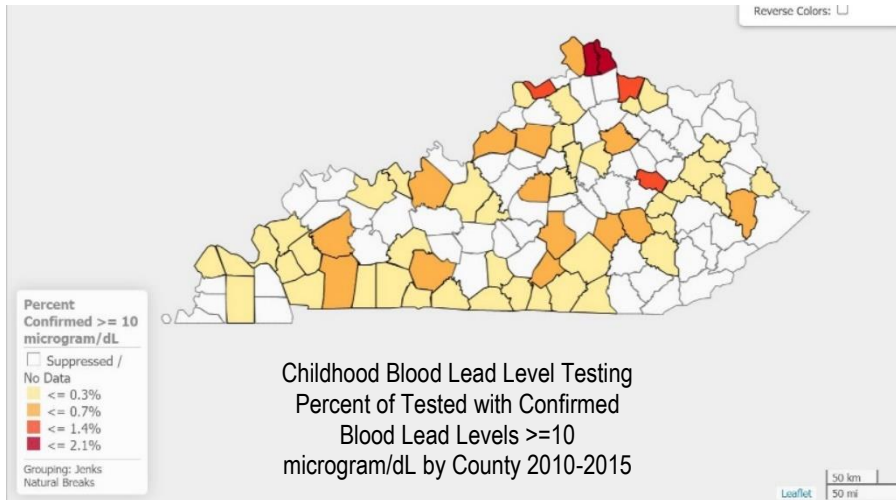 Reverse Colors:
Percent
Confirmed >= 10
microgram/dL
Suppressed /
No Data
<= 0.3%
<= 0.7%
<= 1.4%
<= 2.1%
Grouping: Jenks
Natural Breaks
Childhood Blood Lead Level Testing
Percent of Tested with Confirmed
Blood Lead Levels >=10
microgram/dL by County 2010-2015
50 km
Leaflet 50 mi